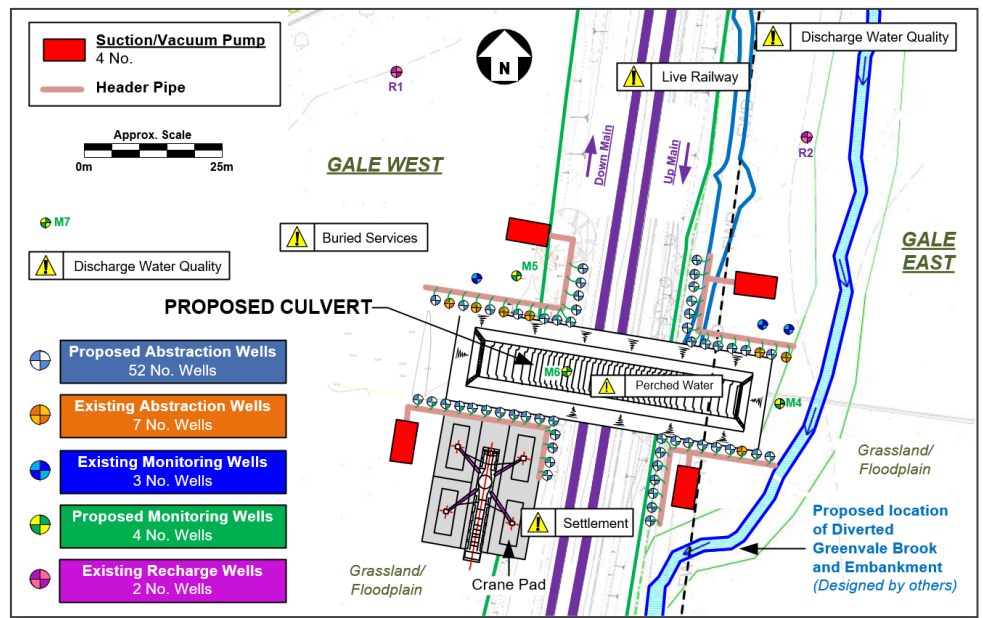 Suction/Vacuum Pump
4 No.
Header Pipe
Approx. Scale
0m
25m
N
R1
GALE WEST
Down Main
Up Main
Live Railway
Discharge Water Quality
R2
GALE
EAST
M7
Discharge Water Quality
Buried Services
M5
PROPOSED CULVERT
M6
Perched Water
M4
Proposed Abstraction Wells
52 No. Wells
Existing Abstraction Wells
7 No. Wells
Existing Monitoring Wells
3 No. Wells
Proposed Monitoring Wells
4 No. Wells
Existing Recharge Wells
2 No. Wells
Settlement
Crane Pad
Grassland/
Floodplain
Grassland/
Floodplain
Proposed location
of Diverted
Greenvale Brook
and Embankment
(Designed by others)